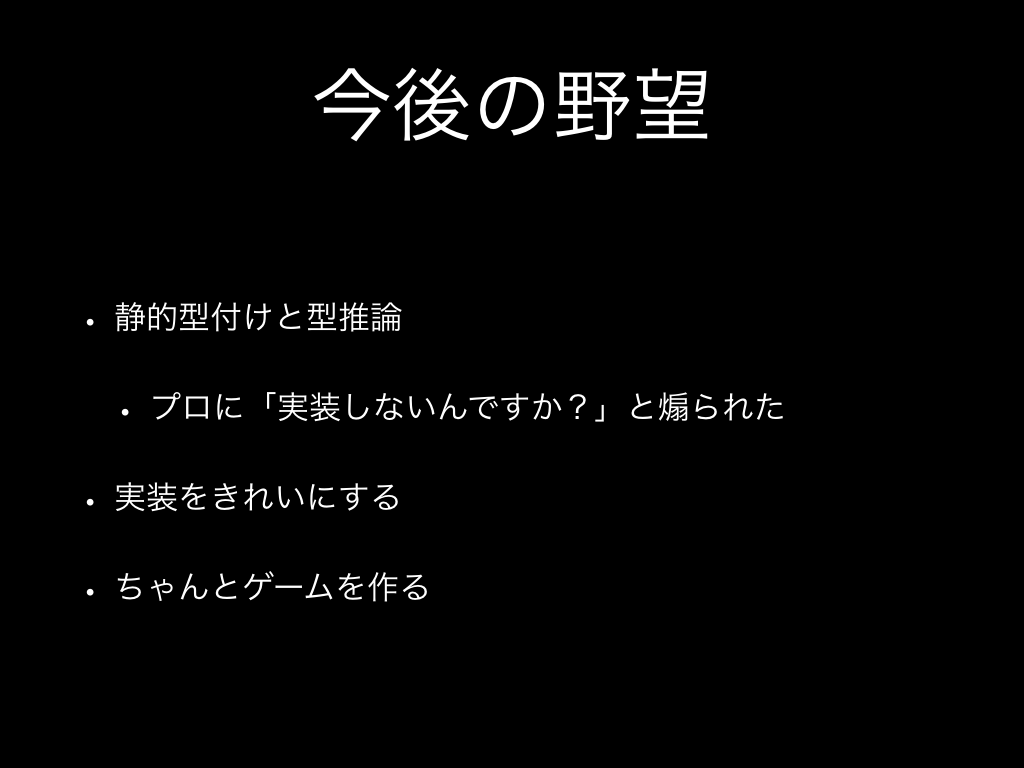 今後の野望
• 静的型付けと型推論
• プロに「実装しないんですか？」と煽られた
• 実装をきれいにする
• ちゃんとゲームを作る